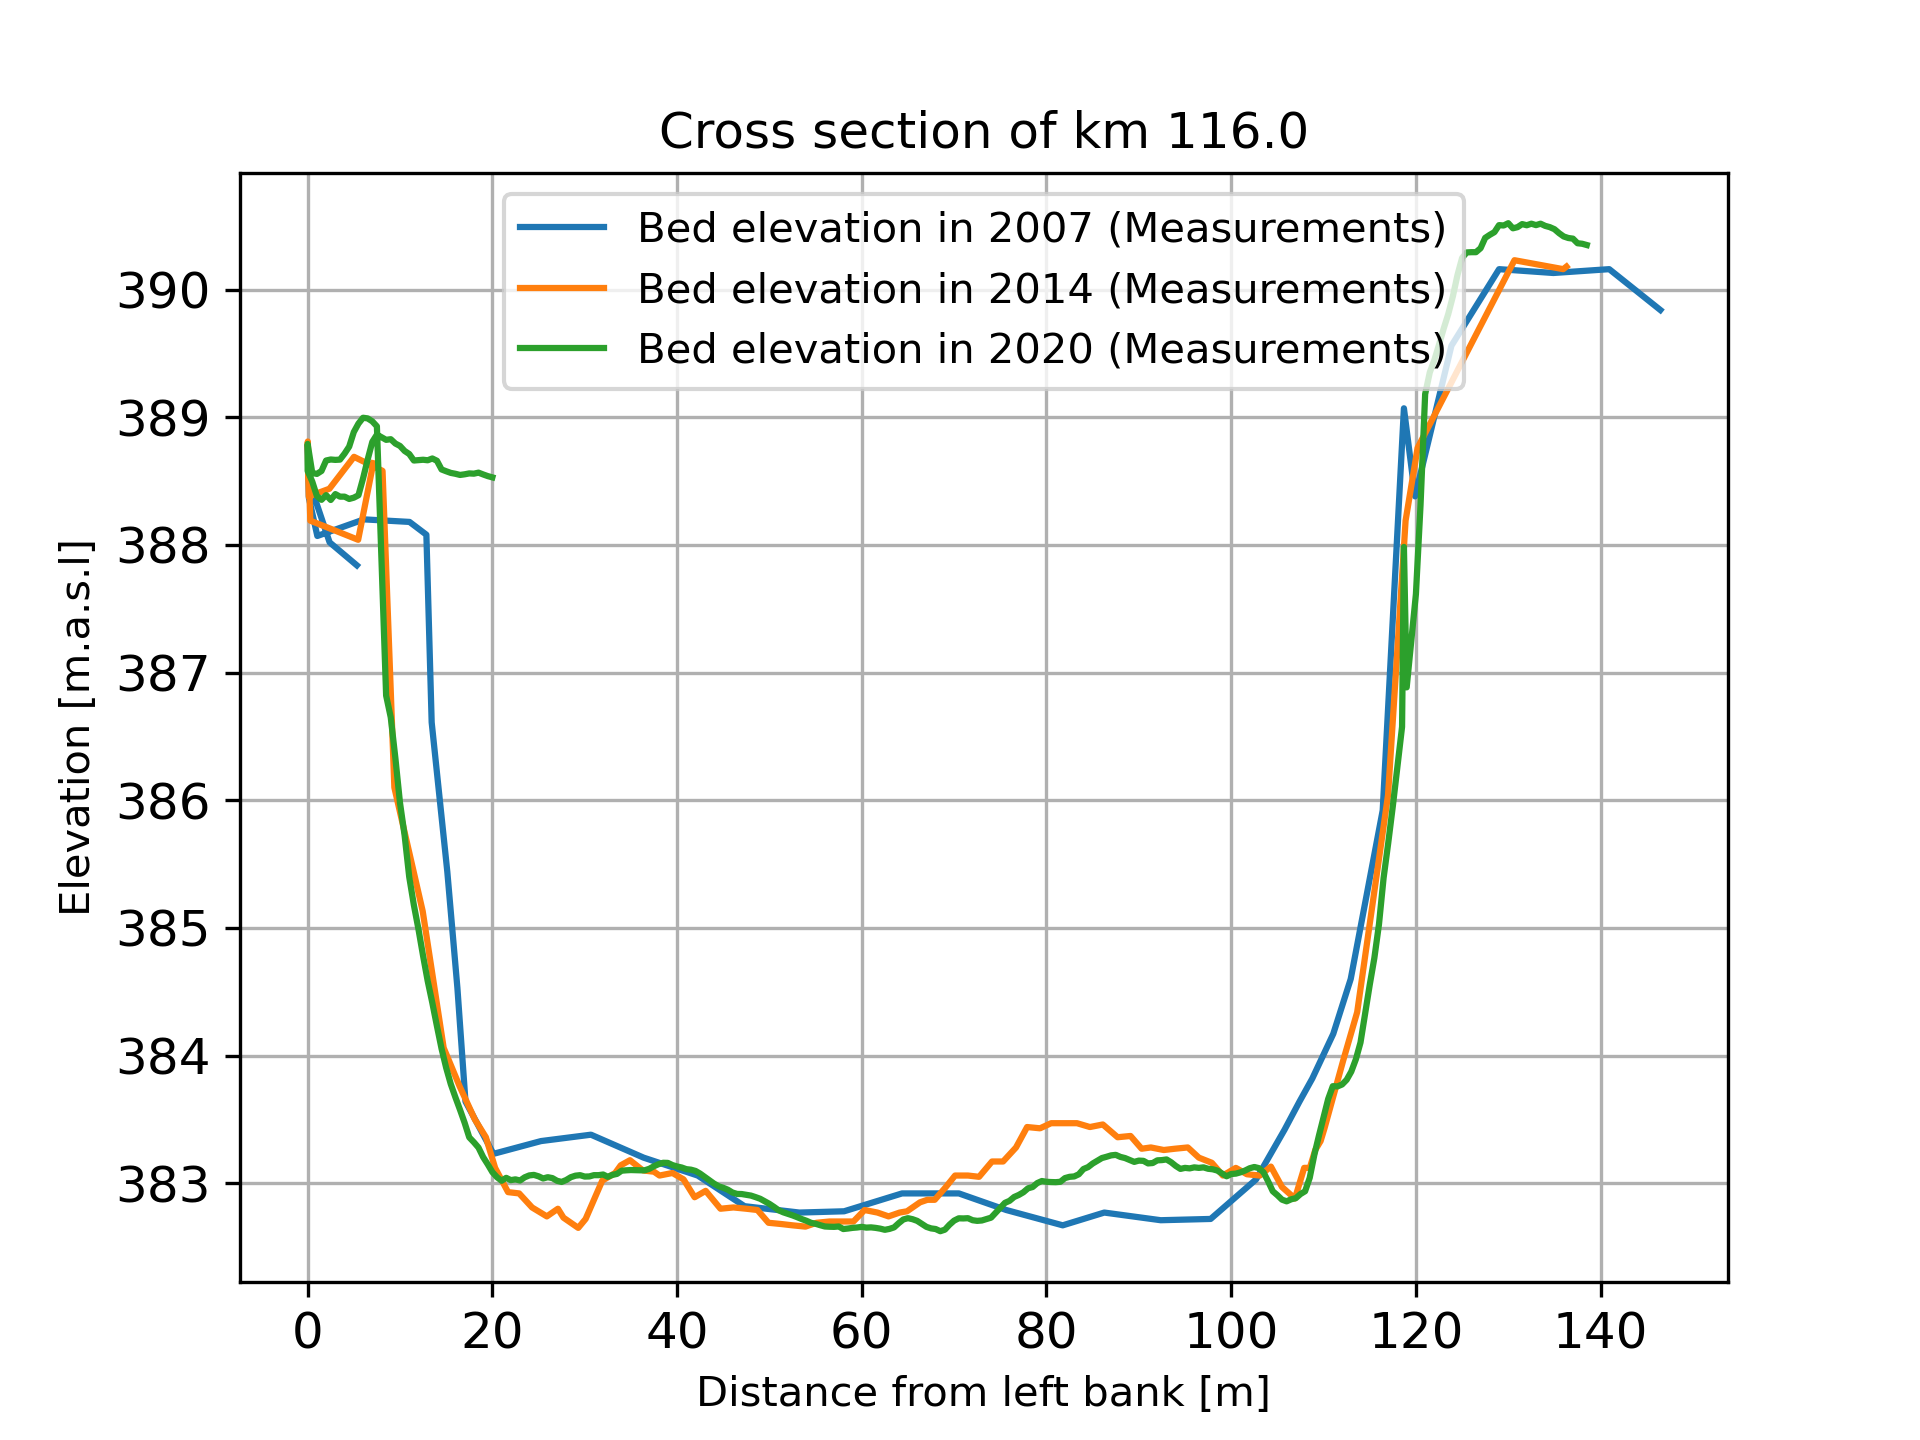 Cross section of km 116.0
Bed elevation in 2007 (Measurements)
Bed elevation in 2014 (Measurements)
Bed elevation in 2020 (Measurements)
390
389
388
387
386
385
384
383
Elevation [m.a.s.l]
0 20 40 60 80 100 120 140
Distance from left bank [m]